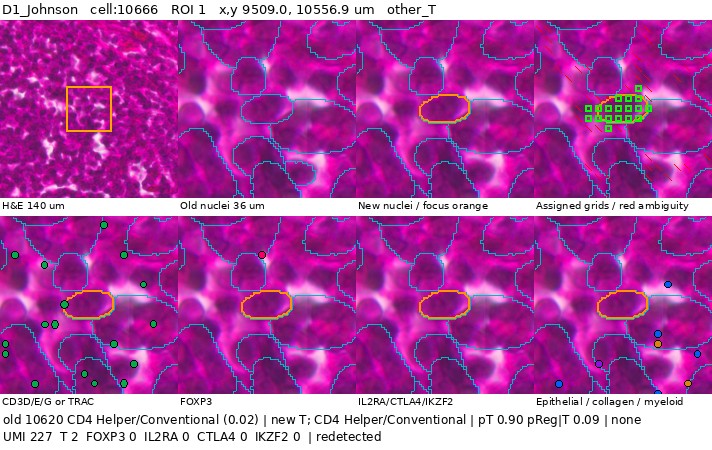 D1_Johnson cell:10666 ROI 1 x,y 9509.0, 10556.9 um other_T
H&E 140 um
Old nuclei 36 um
New nuclei / focus orange
Assigned grids / red ambiguity
CD3D/E/G or TRAC
FOXP3
IL2RA/CTLA4/IKZF2
Epithelial / collagen / myeloid
old 10620 CD4 Helper/Conventional (0.02) | new T; CD4 Helper/Conventional | pT 0.90 pReg|T 0.09 | none
UMI 227 T 2 FOXP3 0 IL2RA 0 CTLA4 0 IKZF2 0 | redetected